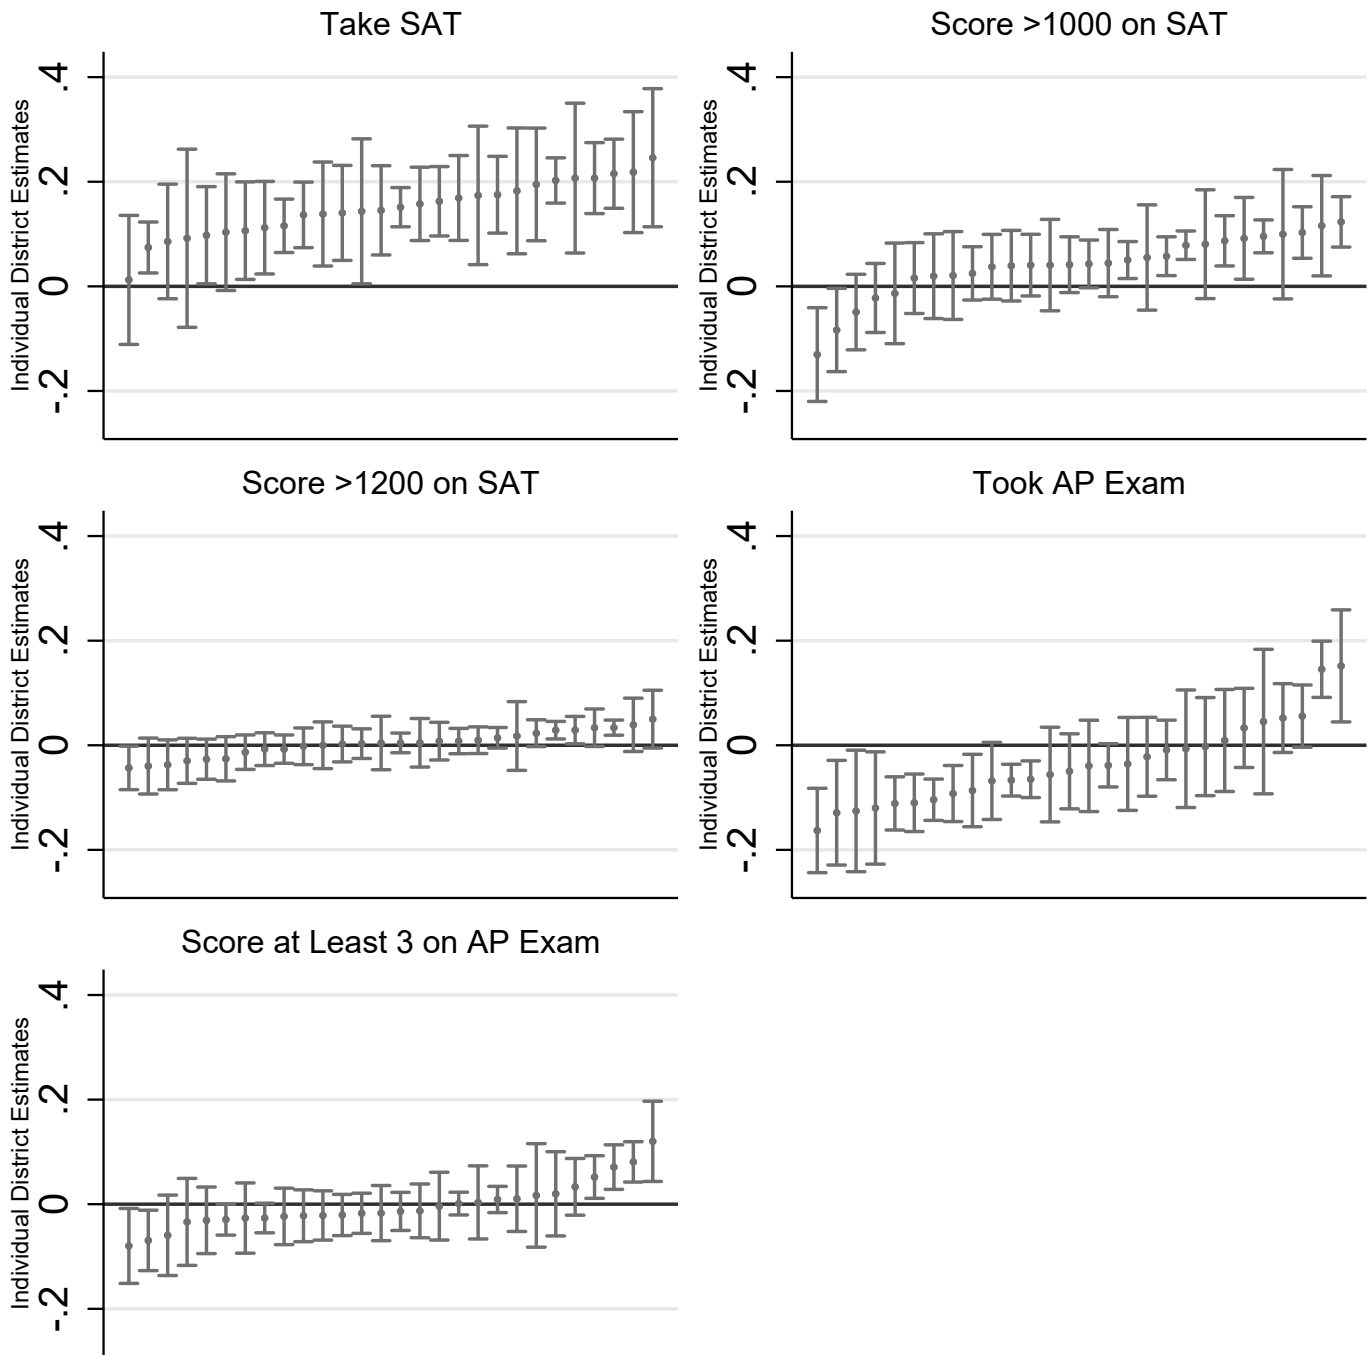 Take SAT
Individual District Estimates
.4
.2
0
-.2
Score >1000 on SAT
Individual District Estimates
.4
.2
0
-.2
Score >1200 on SAT
Individual District Estimates
.4
.2
0
-.2
Took AP Exam
Individual District Estimates
.4
.2
0
-.2
Score at Least 3 on AP Exam
Individual District Estimates
.4
.2
0
-.2